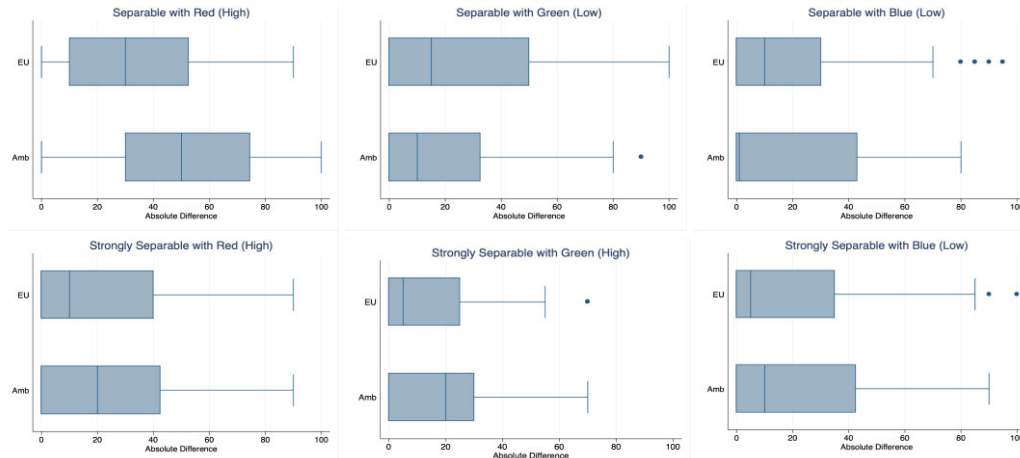 Separable with Red (High)
EU
Amb
0 20 40 60 80 100
Absolute Difference
Separable with Green (Low)
EU
Amb
0 20 40 60 80 100
Absolute Difference
Separable with Blue (Low)
EU
Amb
0 20 40 60 80 100
Absolute Difference
Strongly Separable with Red (High)
EU
Amb
0 20 40 60 80 100
Absolute Difference
Strongly Separable with Green (High)
EU
Amb
0 20 40 60 80 100
Absolute Difference
Strongly Separable with Blue (Low)
EU
Amb
0 20 40 60 80 100
Absolute Difference